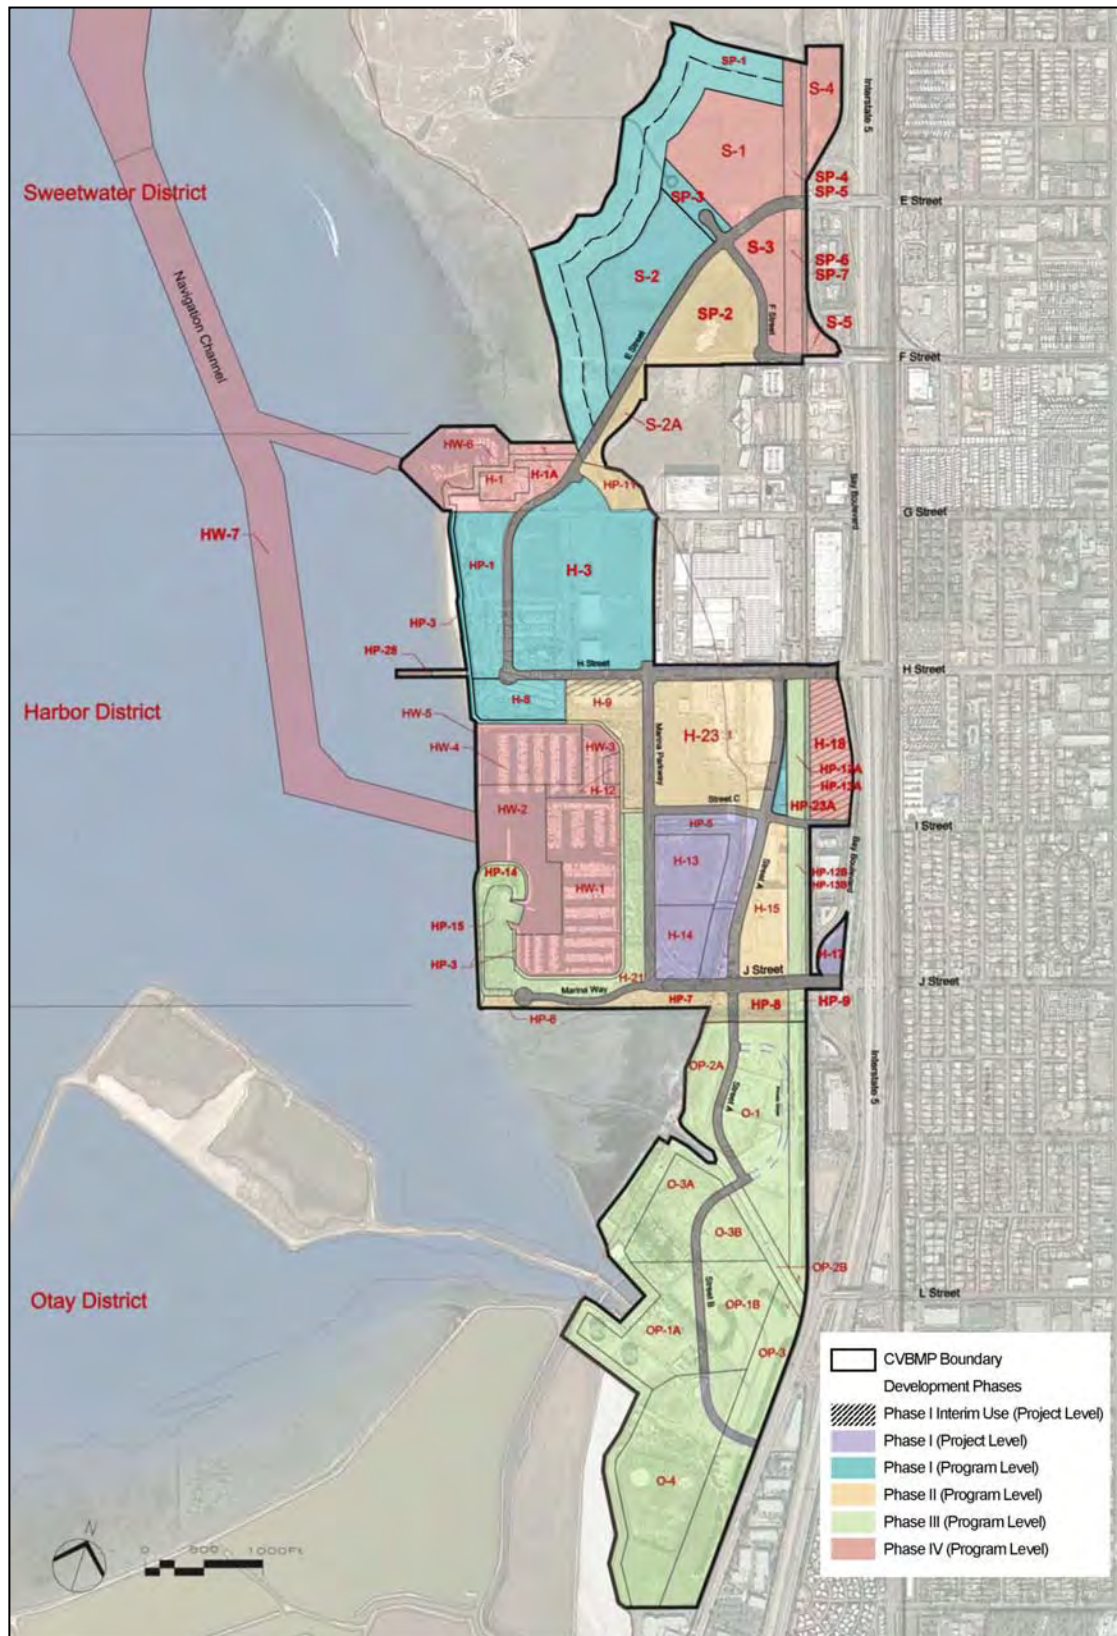 SP-1
S-4
Interstate 5
S-1
SP-4
SP-5
Sweetwater District
SP-3
E Street
S-3
SP-6
SP-7
S-2
Navigation Channel
SP-2
F Street
S-5
E Street
F Street
S-2A
HW-6
H-1
H-1A
HP-11
Bay Boulevard
G Street
HW-7
HP-1
H-3
HP-3
HP-28
H Street
H Street
H-8
H-9
Harbor District
HW-5
HW-4
HW-3
Marina Parkway
H-23
H-18
HP-12A
HP-13A
H-12
HW-2
Street C
HP-23A
HP-5
I Street
Bay Boulevard
H-13
Street A
HP-14
HP-12B
HP-13B
HW-1
H-15
HP-15
H-14
H-17
HP-3
H-21
J Street
J Street
Marina Way
HP-7
HP-8
HP-9
HP-6
Interstate 5
OP-2A
Street A
O-1
O-3A
O-3B
OP-2B
Otay District
Street B
OP-1B
L Street
OP-1A
OP-3
O-4
CVBMP Boundary
Development Phases
Phase I Interim Use (Project Level)
Phase I (Project Level)
Phase I (Program Level)
Phase II (Program Level)
Phase III (Program Level)
Phase IV (Program Level)
N
0 500 1000Ft